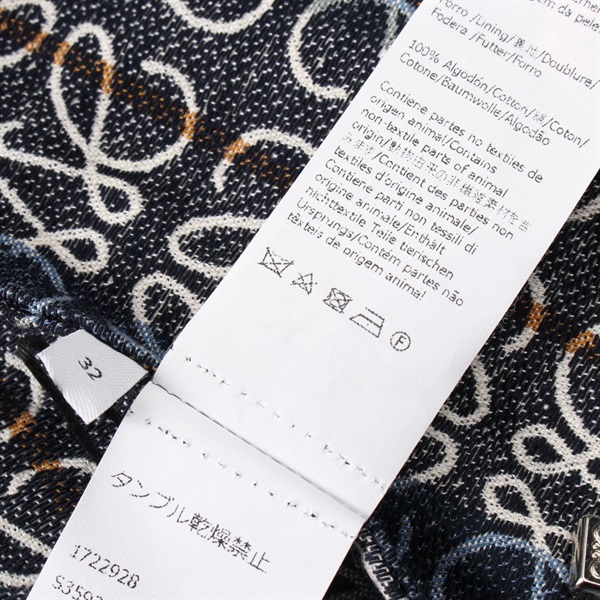 Forro /Lining/裏地/Doublure/
Fodera /Futter/Forro
100% Algodón/Cotton/綿/Coton/
Cotone/Baumwolle/Algodão
Contiene partes no textiles de
origen animal/Contains
non-textile parts of animal
origin/動物由来の非繊維素材を含
みます/Contient des parties non
textiles d'origine animale/
Contiene parti non tessili di
origine animale/Enthält
nichttextile Teile tierischen
Ursprungs/Contém partes não
têxteis de origem animal/
F
32
タンブル乾燥禁止
1722928